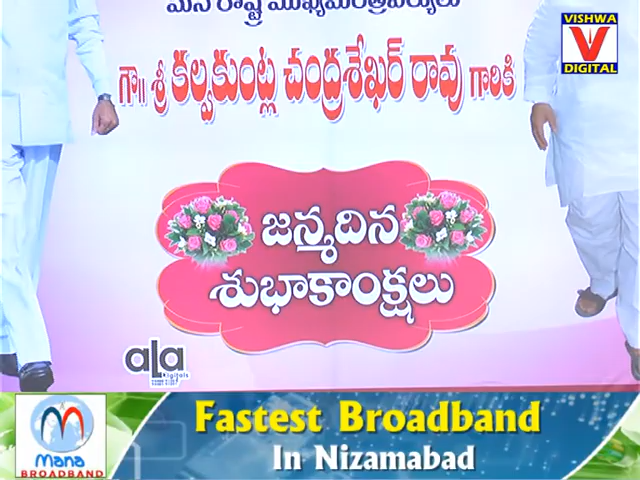 మన రాష్ట్ర ముఖ్యమంత్రివర్యులు
గౌ॥ శ్రీ కల్వకుంట్ల చంద్రశేఖర్ రావు గారికి
VISHWA
V
DIGITAL
జన్మదిన
శుభాకాంక్షలు
aLa
Digitals
Fastest Broadband
In Nizamabad
mana
BROADBAND